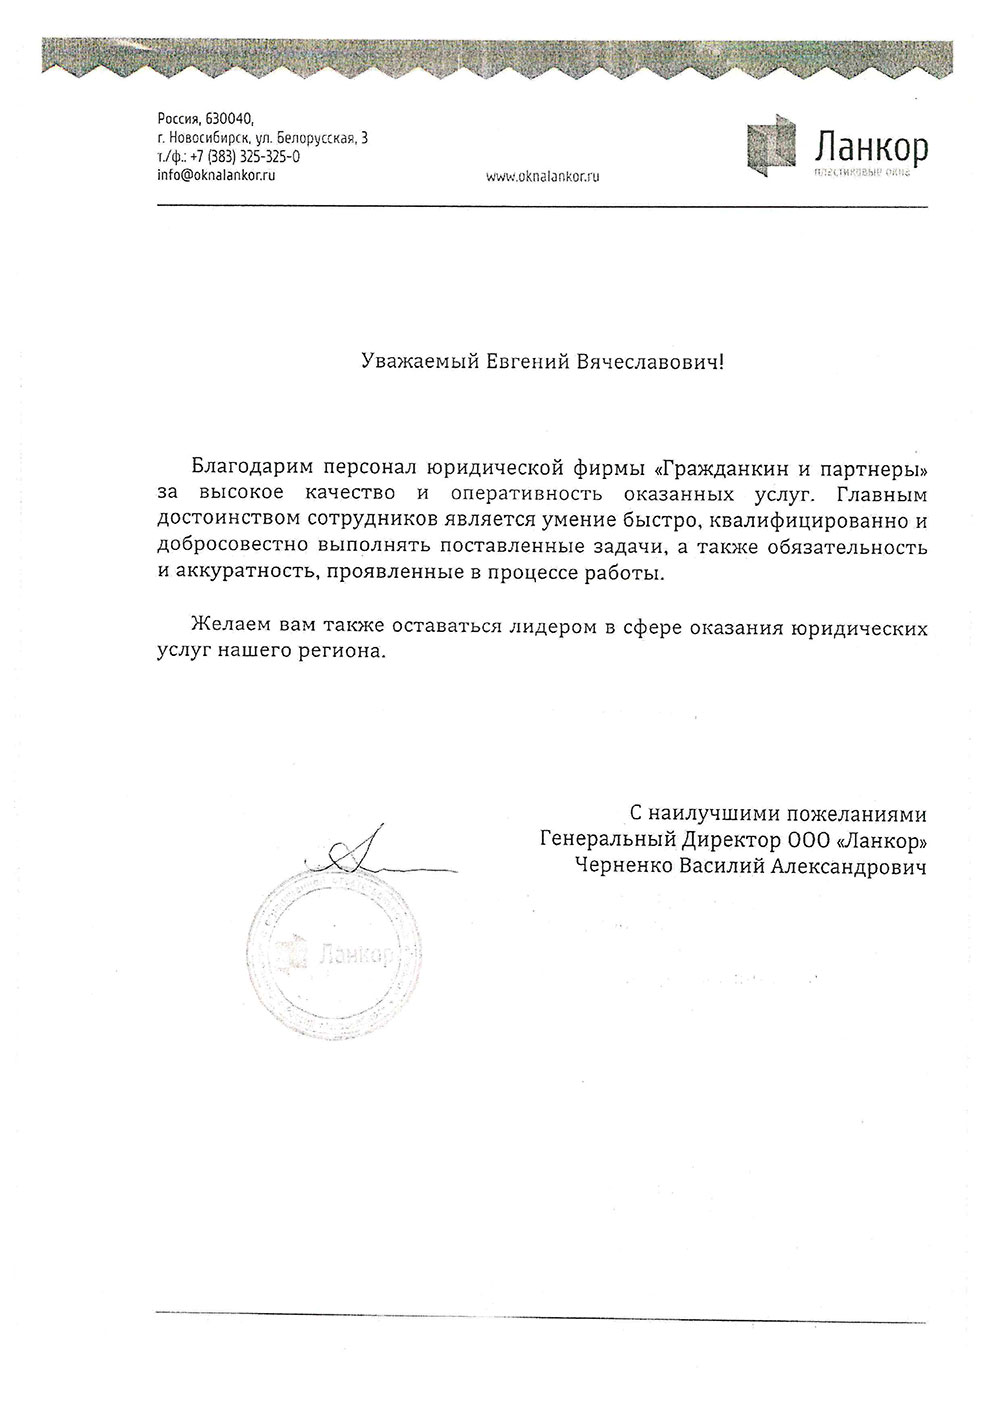 Россия, 630040,
г. Новосибирск, ул. Белорусская, 3
т./ф.: +7 (383) 325-325-0
info@oknalankor.ru
www.oknalankor.ru
Ланкор
пластиковые окна
Уважаемый Евгений Вячеславович!
Благодарим персонал юридической фирмы «Гражданкин и партнеры»
за высокое качество и оперативность оказанных услуг. Главным
достоинством сотрудников является умение быстро, квалифицированно и
добросовестно выполнять поставленные задачи, а также обязательность
и аккуратность, проявленные в процессе работы.
Желаем вам также оставаться лидером в сфере оказания юридических
услуг нашего региона.
С наилучшими пожеланиями
Генеральный Директор ООО «Ланкор»
Черненко Василий Александрович
Ланкор